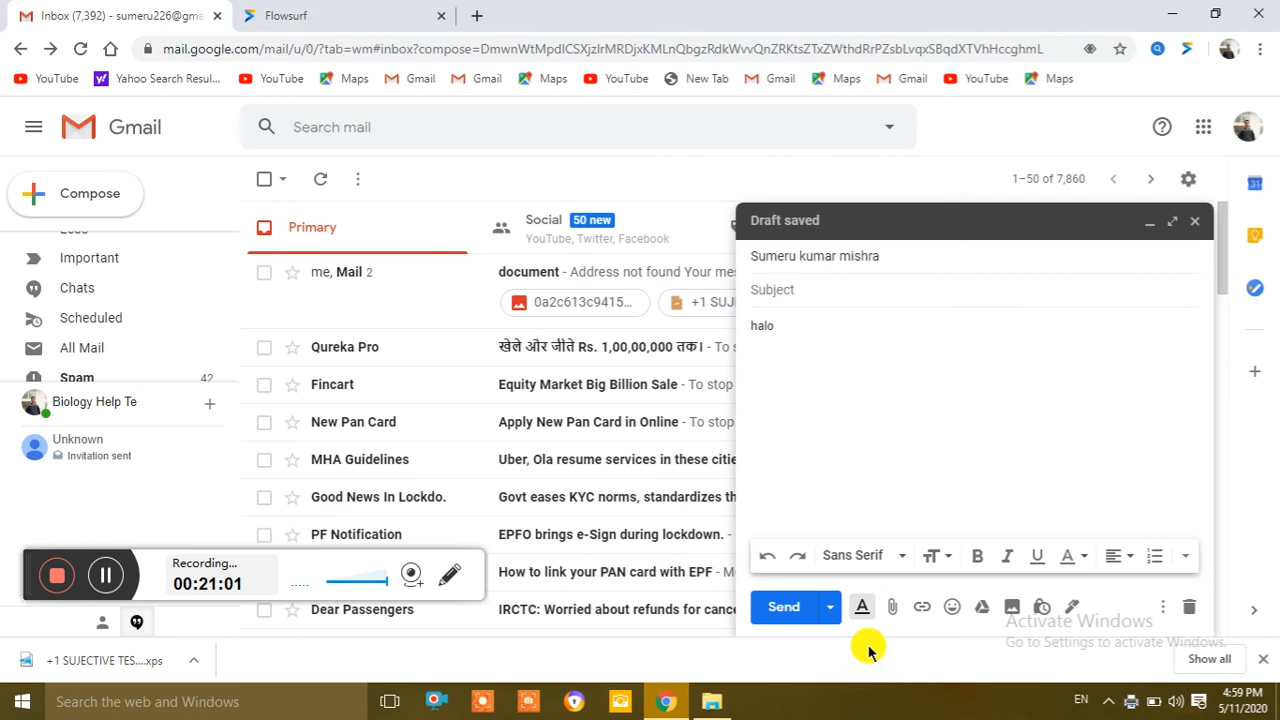 Inbox (7,392) - sumeru226@gma
Flowsurf
mail.google.com/mail/u/0/?tab=wm#inbox?compose=DmwnWtMpdlCSXjzlrMRDjxKMLnQbgzRdkWvvQnZRKtsZTxZWthdRrPZsbLvqxSBqdXTVhHccghmL
YouTube Yahoo Search Resul... YouTube Maps Gmail Gmail Maps YouTube New Tab Gmail Maps Gmail YouTube Maps
Gmail
Search mail
Compose
1–50 of 7,860
Important
Chats
Scheduled
All Mail
Spam 42
Biology Help Te
Unknown
Invitation sent
Primary
Social 50 new
YouTube, Twitter, Facebook
me, Mail 2 document - Address not found Your mes
0a2c613c9415... +1 SUJ
Qureka Pro खेले और जीते Rs. 1,00,00,000 तक। - To s
Fincart Equity Market Big Billion Sale - To stop
New Pan Card Apply New Pan Card in Online - To stop
MHA Guidelines Uber, Ola resume services in these citie
Good News In Lockdo. Govt eases KYC norms, standardizes th
PF Notification EPFO brings e-Sign during lockdown. -
How to link your PAN card with EPF - M
Dear Passengers IRCTC: Worried about refunds for cance
Draft saved
Sumeru kumar mishra
Subject
halo
Sans Serif
Send
Recording...
00:21:01
Activate Windows
Go to Settings to activate Windows.
+1 SUJECTIVE TES....xps
Show all
Type here to search the web and Windows
EN
4:59 PM
5/11/2020